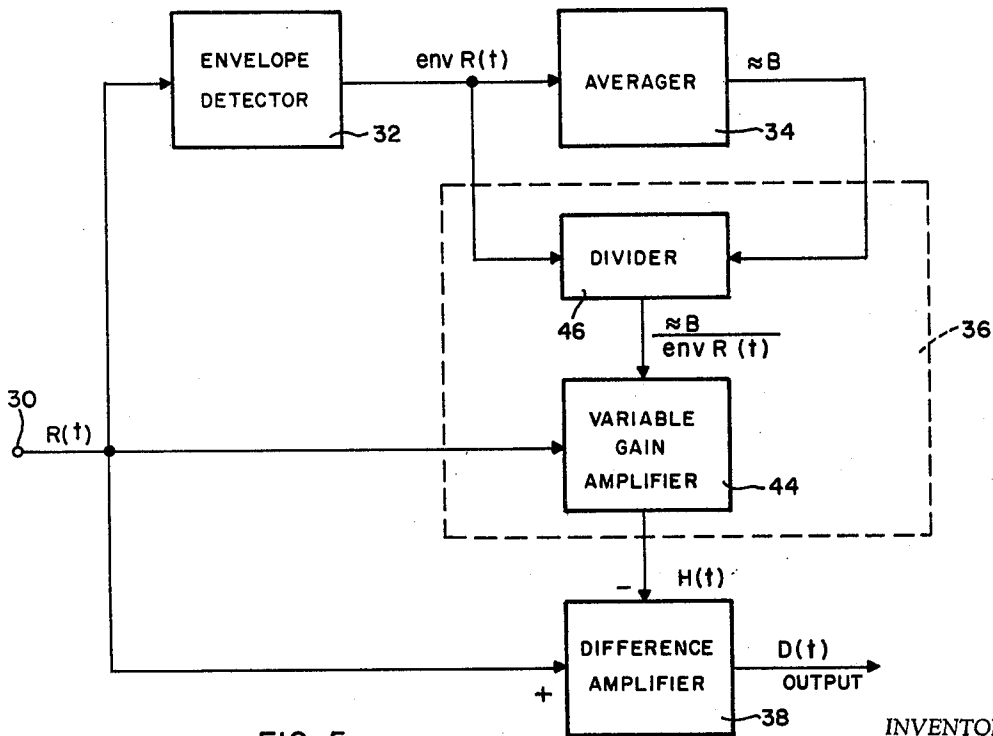 ENVELOPE
DETECTOR
32
env R(t)
AVERAGER
34
≈B
DIVIDER
46
≈B
env R (t)
36
30
R(t)
VARIABLE
GAIN
AMPLIFIER
44
− H(t)
DIFFERENCE
AMPLIFIER
38
+
D(t)
OUTPUT